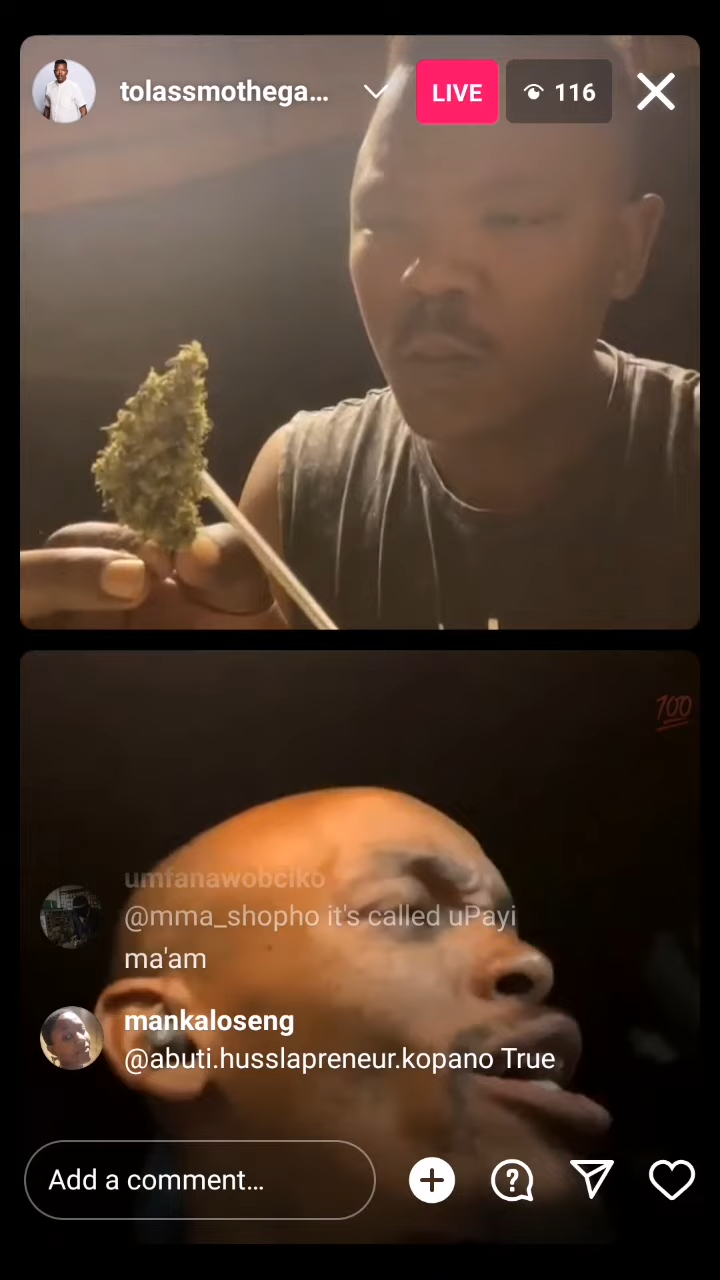 tolassmothega...
LIVE
116
100
umfanawobciko
@mma_shopho it's called uPayi
ma'am
mankaloseng
@abuti.husslapreneur.kopano True
Add a comment...